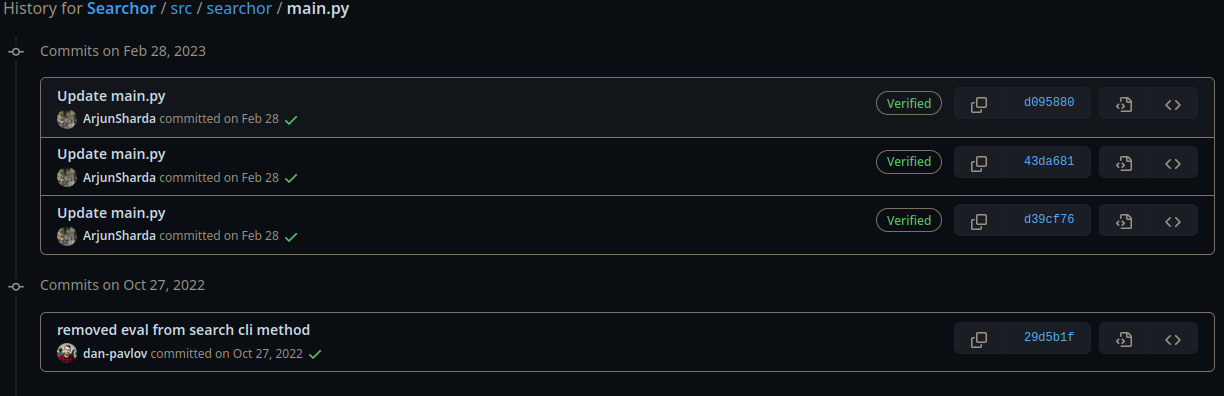 History for Searchor / src / searchor / main.py
Commits on Feb 28, 2023
Update main.py
ArjunSharda committed on Feb 28
Verified
d095880
Update main.py
ArjunSharda committed on Feb 28
Verified
43da681
Update main.py
ArjunSharda committed on Feb 28
Verified
d39cf76
Commits on Oct 27, 2022
removed eval from search cli method
dan-pavlov committed on Oct 27, 2022
29d5b1f